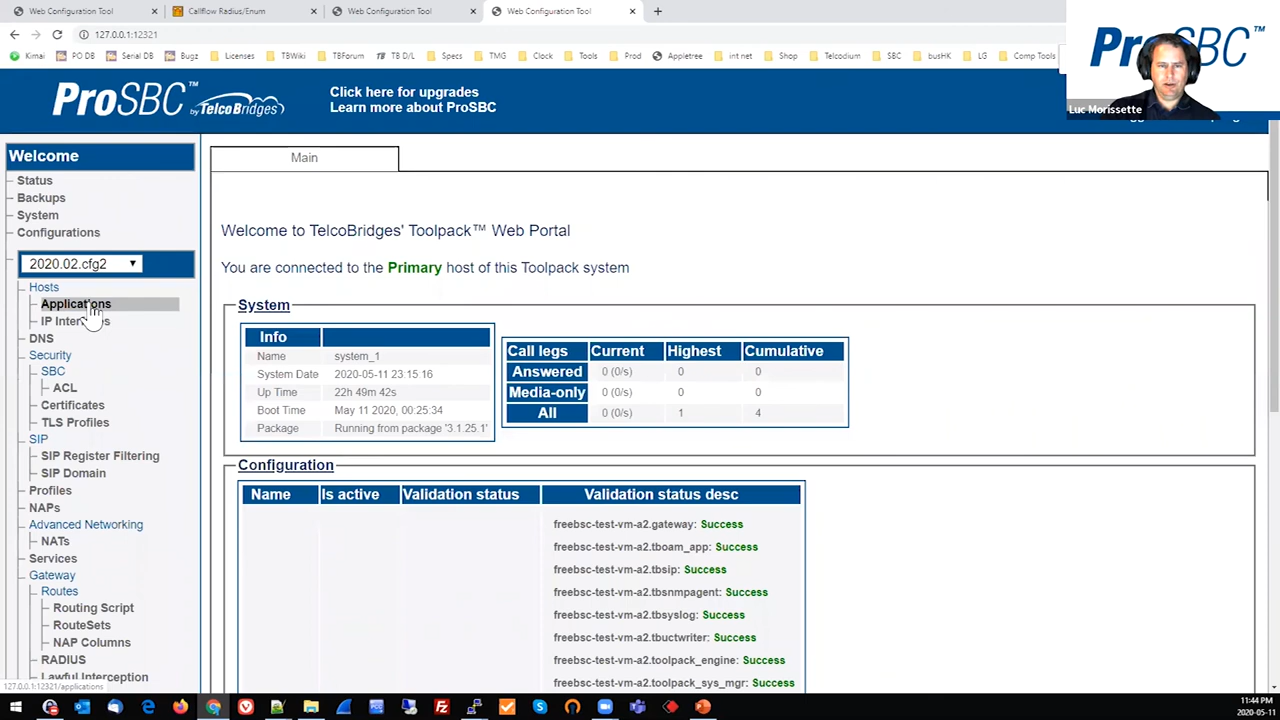 Web Configuration Tool
Callflow Radius/Enum
Web Configuration Tool
Web Configuration Tool
127.0.0.1:12321
Kimai
PO DB
Serial DB
Bugz
Licenses
TBWiki
TBForum
TB D/L
Specs
TMG
Clock
Tools
Prod
Appletree
int net
Shop
Telcodium
SBC
busHK
LG
Comp Tools
ProSBC™
Luc Morissette
ProSBC™ by TelcoBridges
Click here for upgrades
Learn more about ProSBC
Welcome
Status
Backups
System
Configurations
2020.02.cfg2
Hosts
Applications
DNS
Security
SBC
ACL
Certificates
TLS Profiles
SIP
SIP Register Filtering
SIP Domain
Profiles
NAPs
Advanced Networking
NATs
Services
Gateway
Routes
Routing Script
RouteSets
NAP Columns
RADIUS
Lawful Interception
127.0.0.1:12321/applications
Main
Welcome to TelcoBridges' Toolpack™ Web Portal
You are connected to the Primary host of this Toolpack system
System
Info
Name system_1
System Date 2020-05-11 23:15:16
Up Time 22h 49m 42s
Boot Time May 11 2020, 00:25:34
Package Running from package '3.1.25.1'
Call legs Current Highest Cumulative
Answered 0 (0/s) 0 0
Media-only 0 (0/s) 0 0
All 0 (0/s) 1 4
Configuration
Name Is active Validation status Validation status desc
freebsc-test-vm-a2.gateway: Success
freebsc-test-vm-a2.tboam_app: Success
freebsc-test-vm-a2.tbsip: Success
freebsc-test-vm-a2.tbsnmpagent: Success
freebsc-test-vm-a2.tbsyslog: Success
freebsc-test-vm-a2.tbuctwriter: Success
freebsc-test-vm-a2.toolpack_engine: Success
freebsc-test-vm-a2.toolpack_sys_mgr: Success
11:44 PM
2020-05-11